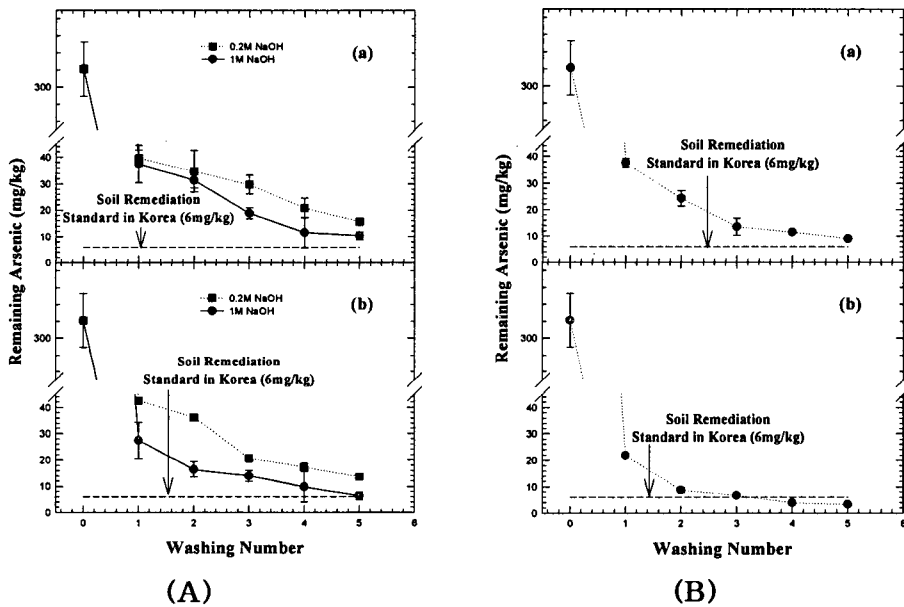 Remaining Arsenic (mg/kg)
(a)
0.2M NaOH
1M NaOH
300
40
30
20
10
0
Soil Remediation
Standard in Korea (6mg/kg)
(b)
0.2M NaOH
1M NaOH
300
40
30
20
10
0
Soil Remediation
Standard in Korea (6mg/kg)
0 1 2 3 4 5 6
Washing Number
(A)
Remaining Arsenic (mg/kg)
(a)
300
40
30
20
10
0
Soil Remediation
Standard in Korea (6mg/kg)
(b)
300
40
30
20
10
0
Soil Remediation
Standard in Korea (6mg/kg)
0 1 2 3 4 5 6
Washing Number
(B)